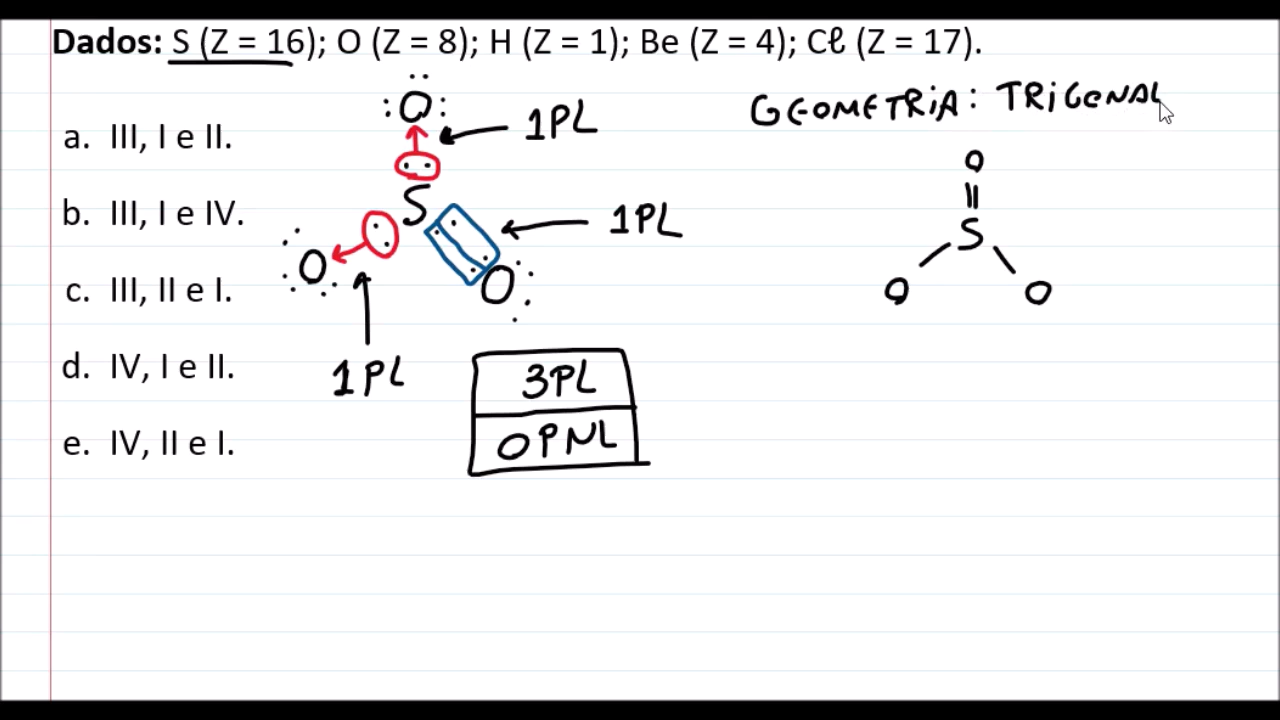 Dados: S (Z = 16); O (Z = 8); H (Z = 1); Be (Z = 4); Cℓ (Z = 17).
GEOMETRIA: TRIGONAL
a. III, I e II.
b. III, I e IV.
c. III, II e I.
d. IV, I e II.
e. IV, II e I.
O
1PL
S
1PL
O
O
1PL
3PL
0PNL
O
S
O
O